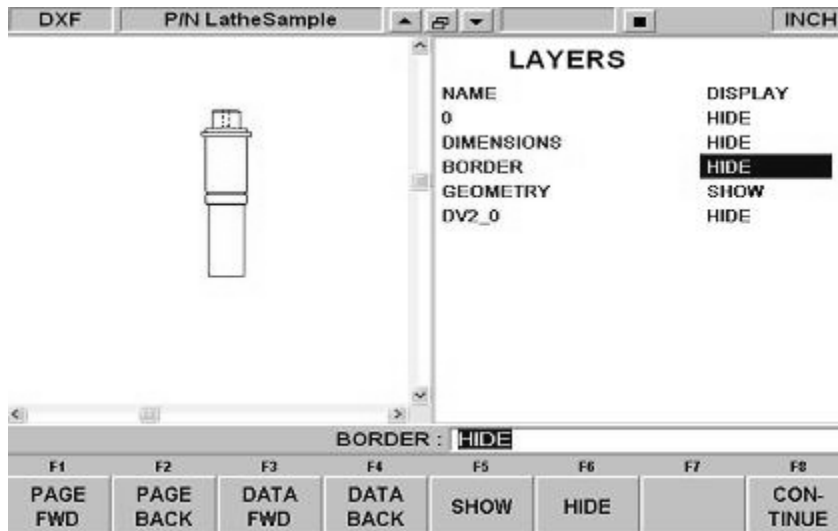 DXF P/N LatheSample INCH
LAYERS
NAME DISPLAY
0 HIDE
DIMENSIONS HIDE
BORDER HIDE
GEOMETRY SHOW
DV2_0 HIDE
BORDER : HIDE
F1 F2 F3 F4 F5 F6 F7 F8
PAGE PAGE DATA DATA SHOW HIDE CON-
FWD BACK FWD BACK TINUE